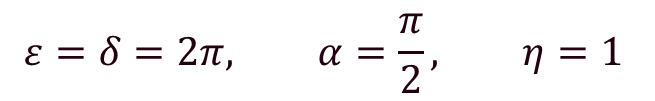 ε = δ = 2π, α = π/2, η = 1